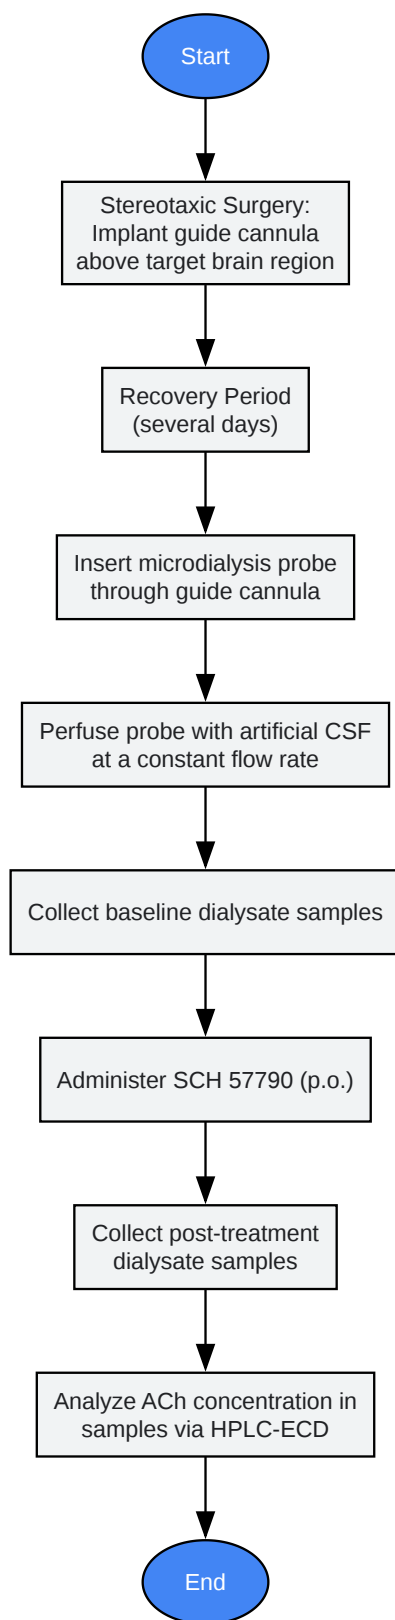 Start
Stereotaxic Surgery:
Implant guide cannula
above target brain region
Recovery Period
(several days)
Insert microdialysis probe
through guide cannula
Perfuse probe with artificial CSF
at a constant flow rate
Collect baseline dialysate samples
Administer SCH 57790 (p.o.)
Collect post-treatment
dialysate samples
Analyze ACh concentration in
samples via HPLC-ECD
End